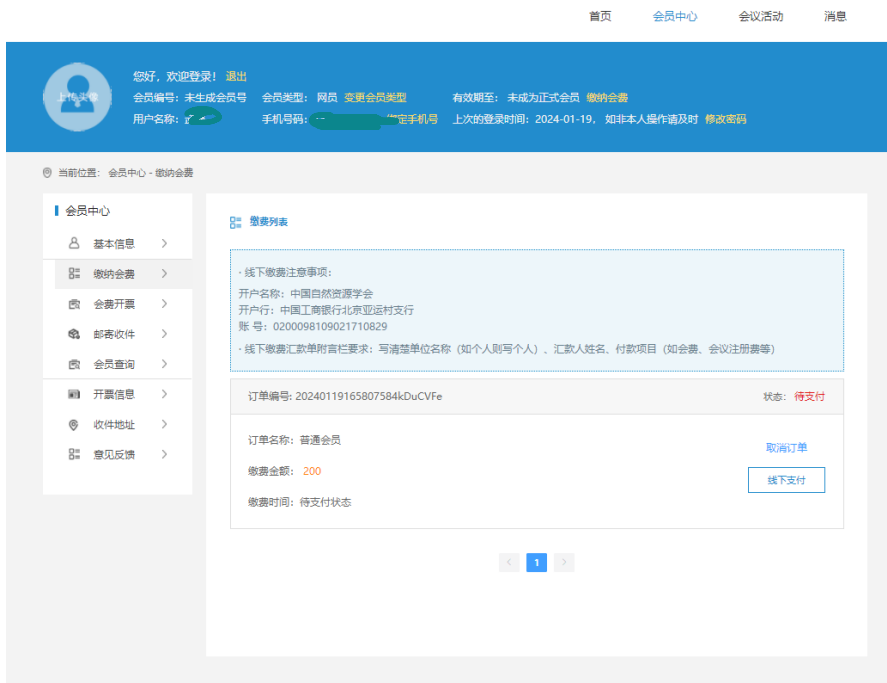 首页 会员中心 会议活动 消息
上传头像
您好，欢迎登录！ 退出
会员编号：未生成会员号 会员类型：网员 变更会员类型 有效期至：未成为正式会员 缴纳会费
用户名称： 手机号码： 绑定手机号 上次的登录时间：2024-01-19，如非本人操作请及时 修改密码
当前位置：会员中心 - 缴纳会费
会员中心
基本信息
缴纳会费
会费开票
邮寄收件
会员查询
开票信息
收件地址
意见反馈
缴费列表
· 线下缴费注意事项：
开户名称：中国自然资源学会
开户行：中国工商银行北京亚运村支行
账 号：0200098109021710829
· 线下缴费汇款单附言栏要求：写清楚单位名称（如个人则写个人）、汇款人姓名、付款项目（如会费、会议注册费等）
订单编号: 20240119165807584kDuCVFe 状态：待支付
订单名称：普通会员
取消订单
缴费金额： 200
线下支付
缴费时间：待支付状态
1